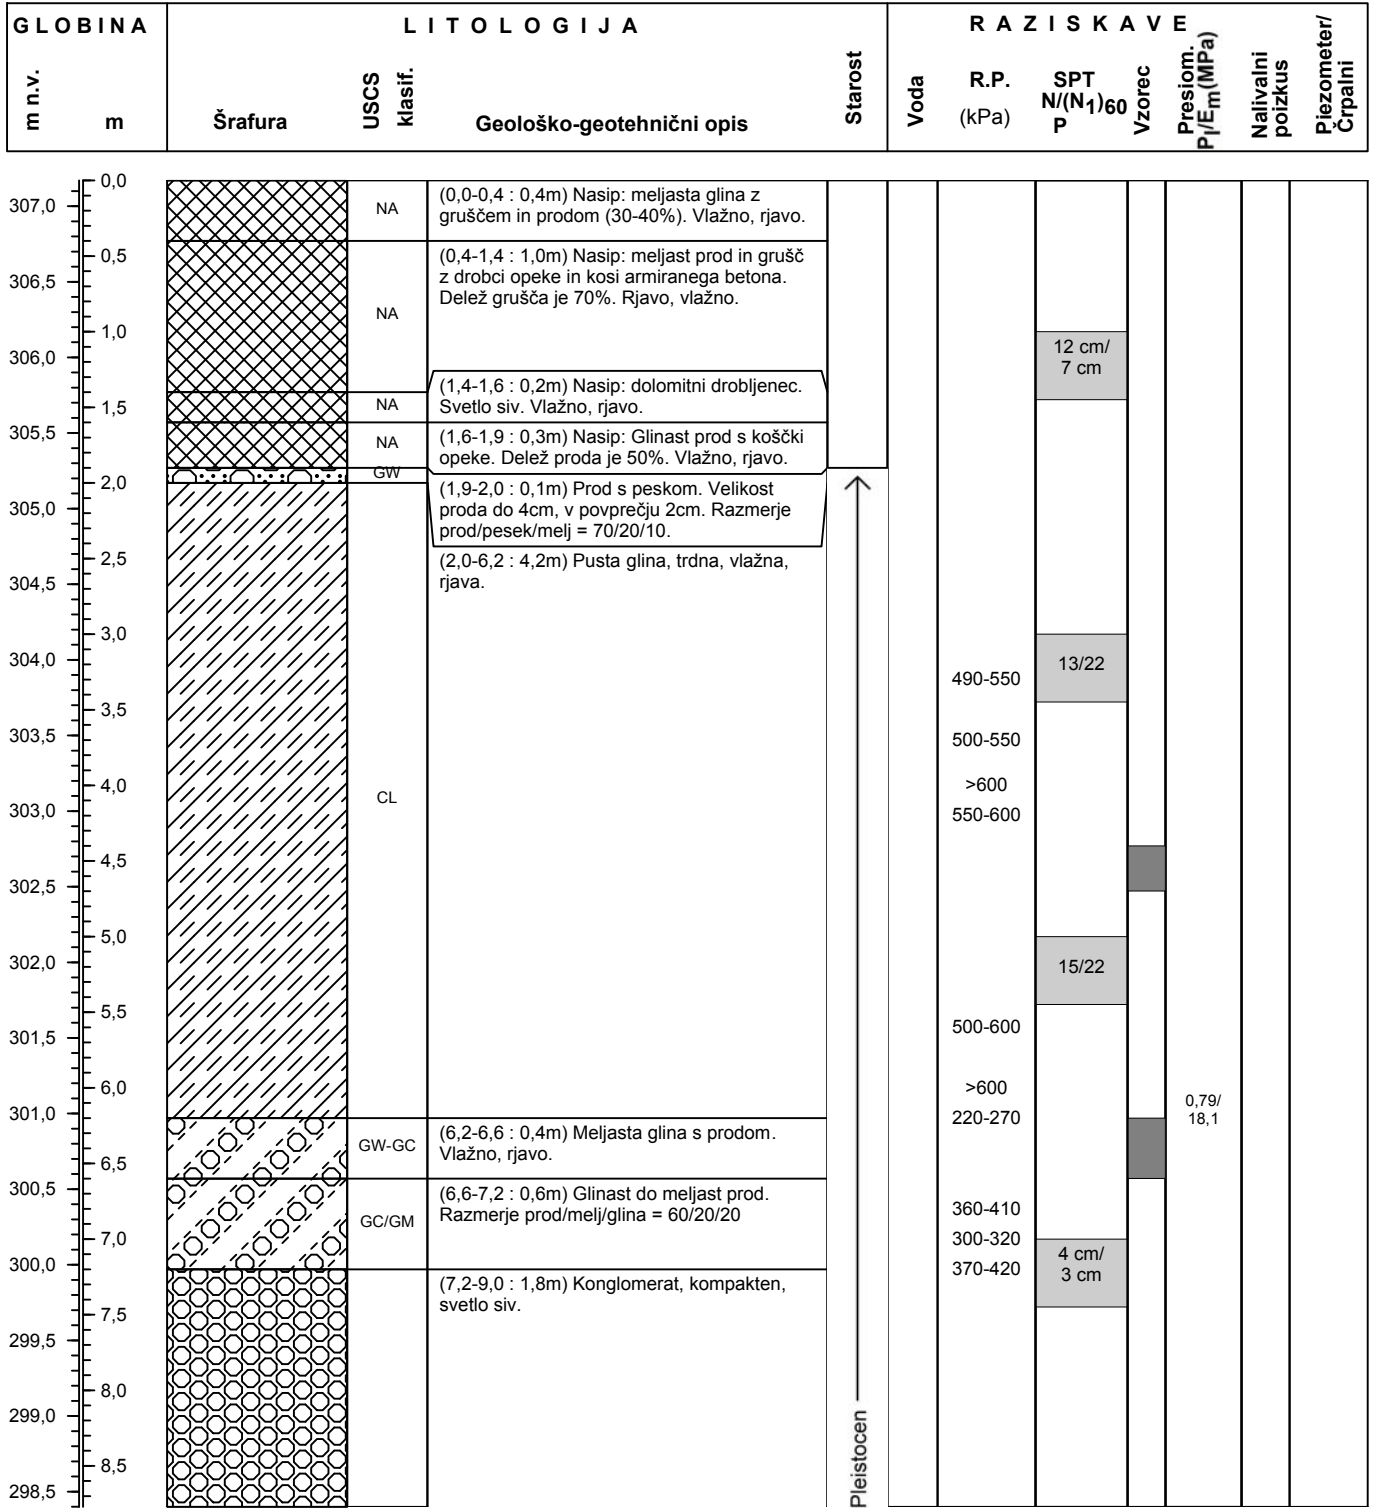 GLOBINA
LITOLOGIJA
RAZISKAVE
m n.v.
m
Šrafura
USCS
klasif.
Geološko-geotehnični opis
Starost
Voda
R.P.
(kPa)
SPT
N/(N1)60
P
Vzorec
Presiom.
Pl/Em(MPa)
Nalivalni
poizkus
Piezometer/
Črpalni
0,0
307,0
NA
(0,0-0,4 : 0,4m) Nasip: meljasta glina z
gruščem in prodom (30-40%). Vlažno, rjavo.
0,5
306,5
NA
(0,4-1,4 : 1,0m) Nasip: meljast prod in grušč
z drobci opeke in kosi armiranega betona.
Delež grušča je 70%. Rjavo, vlažno.
1,0
306,0
12 cm/
7 cm
1,5
NA
(1,4-1,6 : 0,2m) Nasip: dolomitni drobljenec.
Svetlo siv. Vlažno, rjavo.
305,5
NA
(1,6-1,9 : 0,3m) Nasip: Glinast prod s koščki
opeke. Delež proda je 50%. Vlažno, rjavo.
GW
2,0
305,0
(1,9-2,0 : 0,1m) Prod s peskom. Velikost
proda do 4cm, v povprečju 2cm. Razmerje
prod/pesek/melj = 70/20/10.
2,5
304,5
(2,0-6,2 : 4,2m) Pusta glina, trdna, vlažna,
rjava.
3,0
304,0
13/22
490-550
3,5
303,5
500-550
4,0
CL
>600
303,0
550-600
4,5
302,5
5,0
302,0
15/22
5,5
301,5
500-600
6,0
>600
301,0
220-270
0,79/
18,1
GW-GC
(6,2-6,6 : 0,4m) Meljasta glina s prodom.
Vlažno, rjavo.
6,5
300,5
GC/GM
(6,6-7,2 : 0,6m) Glinast do meljast prod.
Razmerje prod/melj/glina = 60/20/20
360-410
7,0
300-320
300,0
370-420
4 cm/
3 cm
(7,2-9,0 : 1,8m) Konglomerat, kompakten,
svetlo siv.
7,5
299,5
8,0
299,0
8,5
298,5
Pleistocen